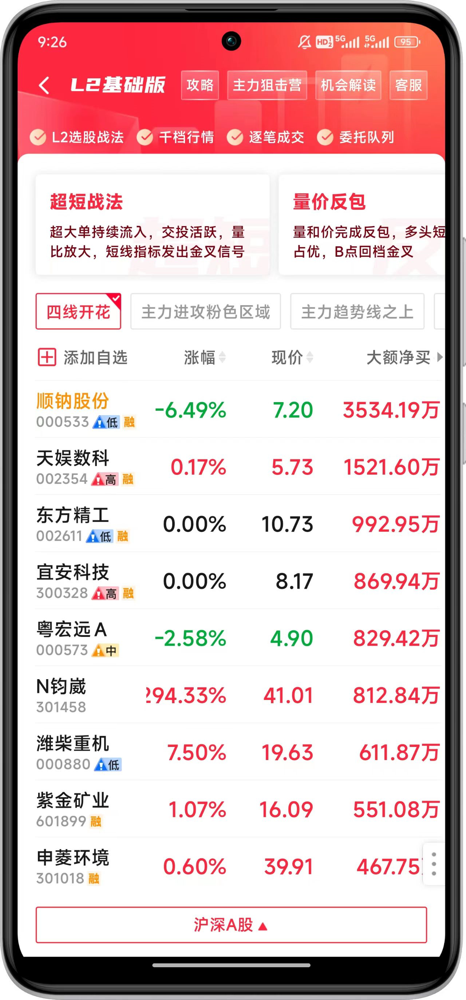 9:26
HD 1 2 5G 5G 95
L2基础版 攻略 主力狙击营 机会解读 客服
L2选股战法 千档行情 逐笔成交 委托队列
超短战法
超大单持续流入，交投活跃，量
比放大，短线指标发出金叉信号
量价反包
量和价完成反包，多头短
占优，B点回档金叉
四线开花 主力进攻粉色区域 主力趋势线之上
添加自选 涨幅 现价 大额净买
顺钠股份 -6.49% 7.20 3534.19万
000533 低 融
天娱数科 0.17% 5.73 1521.60万
002354 高 融
东方精工 0.00% 10.73 992.95万
002611 低 融
宜安科技 0.00% 8.17 869.94万
300328 高 融
粤宏远A -2.58% 4.90 829.42万
000573 中
N钧崴 294.33% 41.01 812.84万
301458
潍柴重机 7.50% 19.63 611.87万
000880 低
紫金矿业 1.07% 16.09 551.08万
601899 融
申菱环境 0.60% 39.91 467.75
301018 融
沪深A股